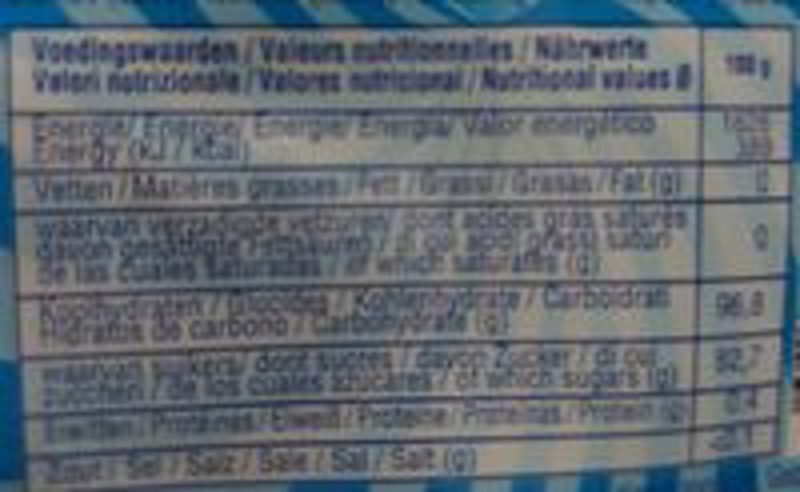 Voedingswaarden / Valeurs nutritionnelles / Nährwerte
Valori nutrizionale / Valores nutricional / Nutritional values Ø
100 g
Energie / Energie / Energie / Energia / Valor energético
Energy (kJ / kcal)
Vetten / Matières grasses / Fett / Grassi / Grasas / Fat (g)
0
waarvan verzadigde vetzuren / dont acides gras saturés
davon gesättigte Fettsäuren / di cui acidi grassi saturi
de las cuales saturadas / of which saturates (g)
0
Koolhydraten / Glucides / Kohlenhydrate / Carboidrati
Hidratos de carbono / Carbohydrate (g)
waarvan suikers / dont sucres / davon Zucker / di cui
zuccheri / de los cuales azúcares / of which sugars (g)
Eiwitten / Protéines / Eiweiß / Proteine / Proteínas / Protein (g)
Zout / Sel / Salz / Sale / Sal / Salt (g)